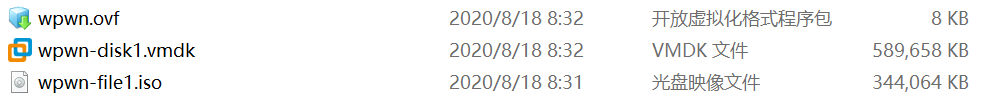 wpwn.ovf 2020/8/18 8:32 开放虚拟化格式程序包 8 KB
wpwn-disk1.vmdk 2020/8/18 8:32 VMDK 文件 589,658 KB
wpwn-file1.iso 2020/8/18 8:31 光盘映像文件 344,064 KB